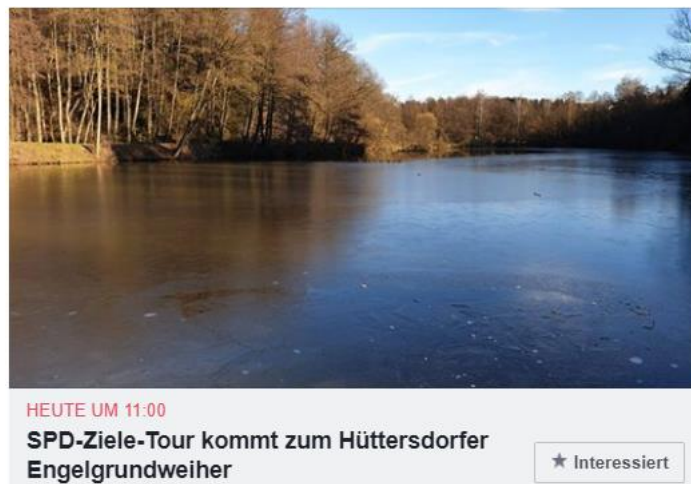 HEUTE UM 11:00
SPD-Ziele-Tour kommt zum Hüttersdorfer
Engelgrundweiher
★ Interessiert